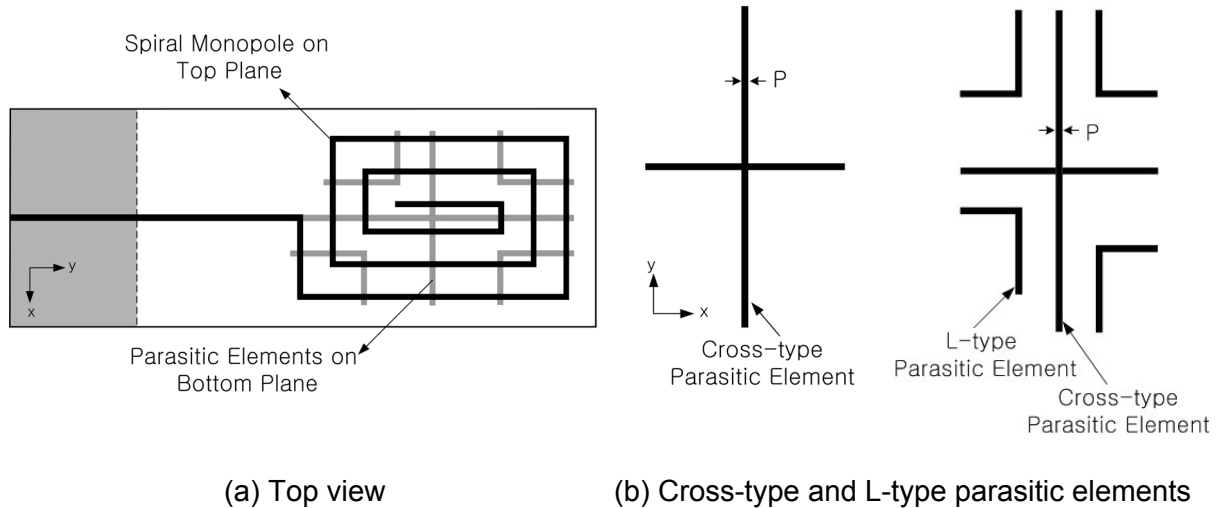 Spiral Monopole on
Top Plane
y
x
Parasitic Elements on
Bottom Plane
P
y
x
Cross-type
Parasitic Element
P
L-type
Parasitic Element
Cross-type
Parasitic Element
(a) Top view
(b) Cross-type and L-type parasitic elements